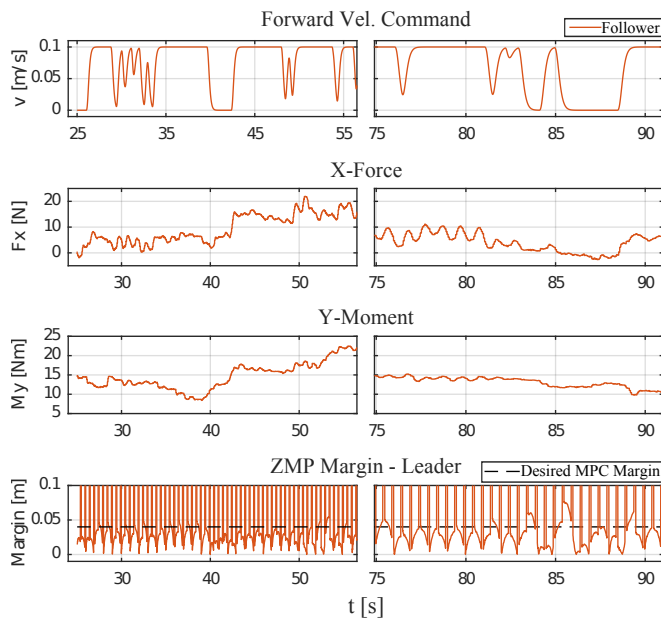 Forward Vel. Command
Follower
v [m/s]
0.1
0.05
0
25 35 45 55 75 80 85 90
X-Force
Fx [N]
20
10
0
30 40 50 75 80 85 90
Y-Moment
My [Nm]
25
20
15
10
5
30 40 50 75 80 85 90
ZMP Margin - Leader
Desired MPC Margin
Margin [m]
0.1
0.05
0
30 40 50 75 80 85 90
t [s]